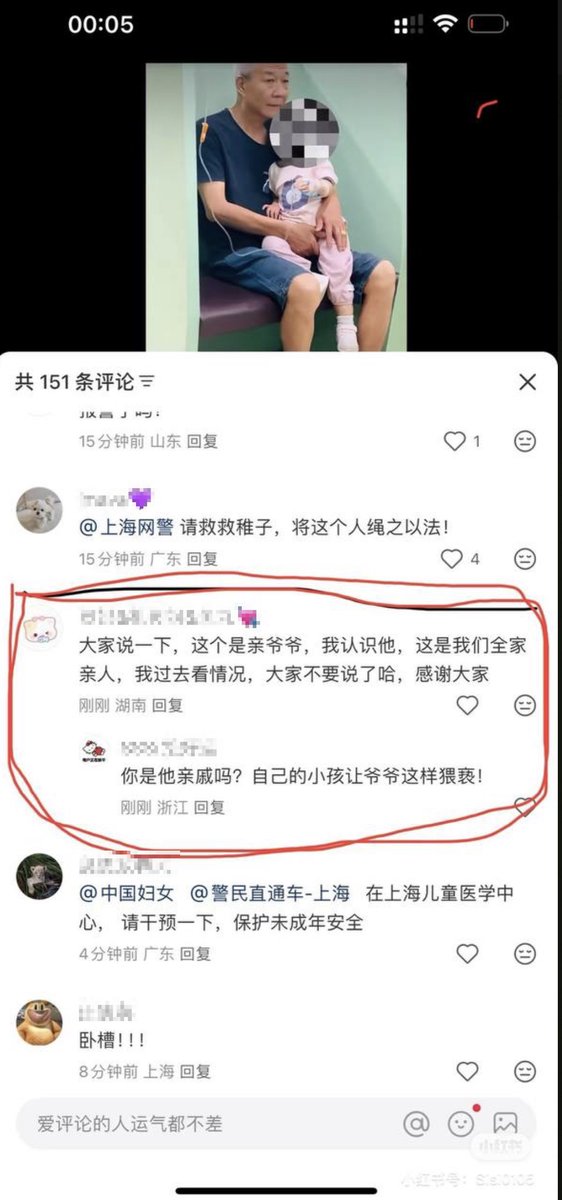 00:05
共 151 条评论
15分钟前 山东 回复
1
@上海网警 请救救稚子，将这个人绳之以法！
15分钟前 广东 回复
4
大家说一下，这个是亲爷爷，我认识他，这是我们全家
亲人，我过去看情况，大家不要说了哈，感谢大家
刚刚 湖南 回复
你是他亲戚吗？自己的小孩让爷爷这样猥亵！
刚刚 浙江 回复
@中国妇女 @警民直通车-上海 在上海儿童医学中
心， 请干预一下，保护未成年安全
4分钟前 广东 回复
卧槽！！！
8分钟前 上海 回复
爱评论的人运气都不差
小红书
小红书号：